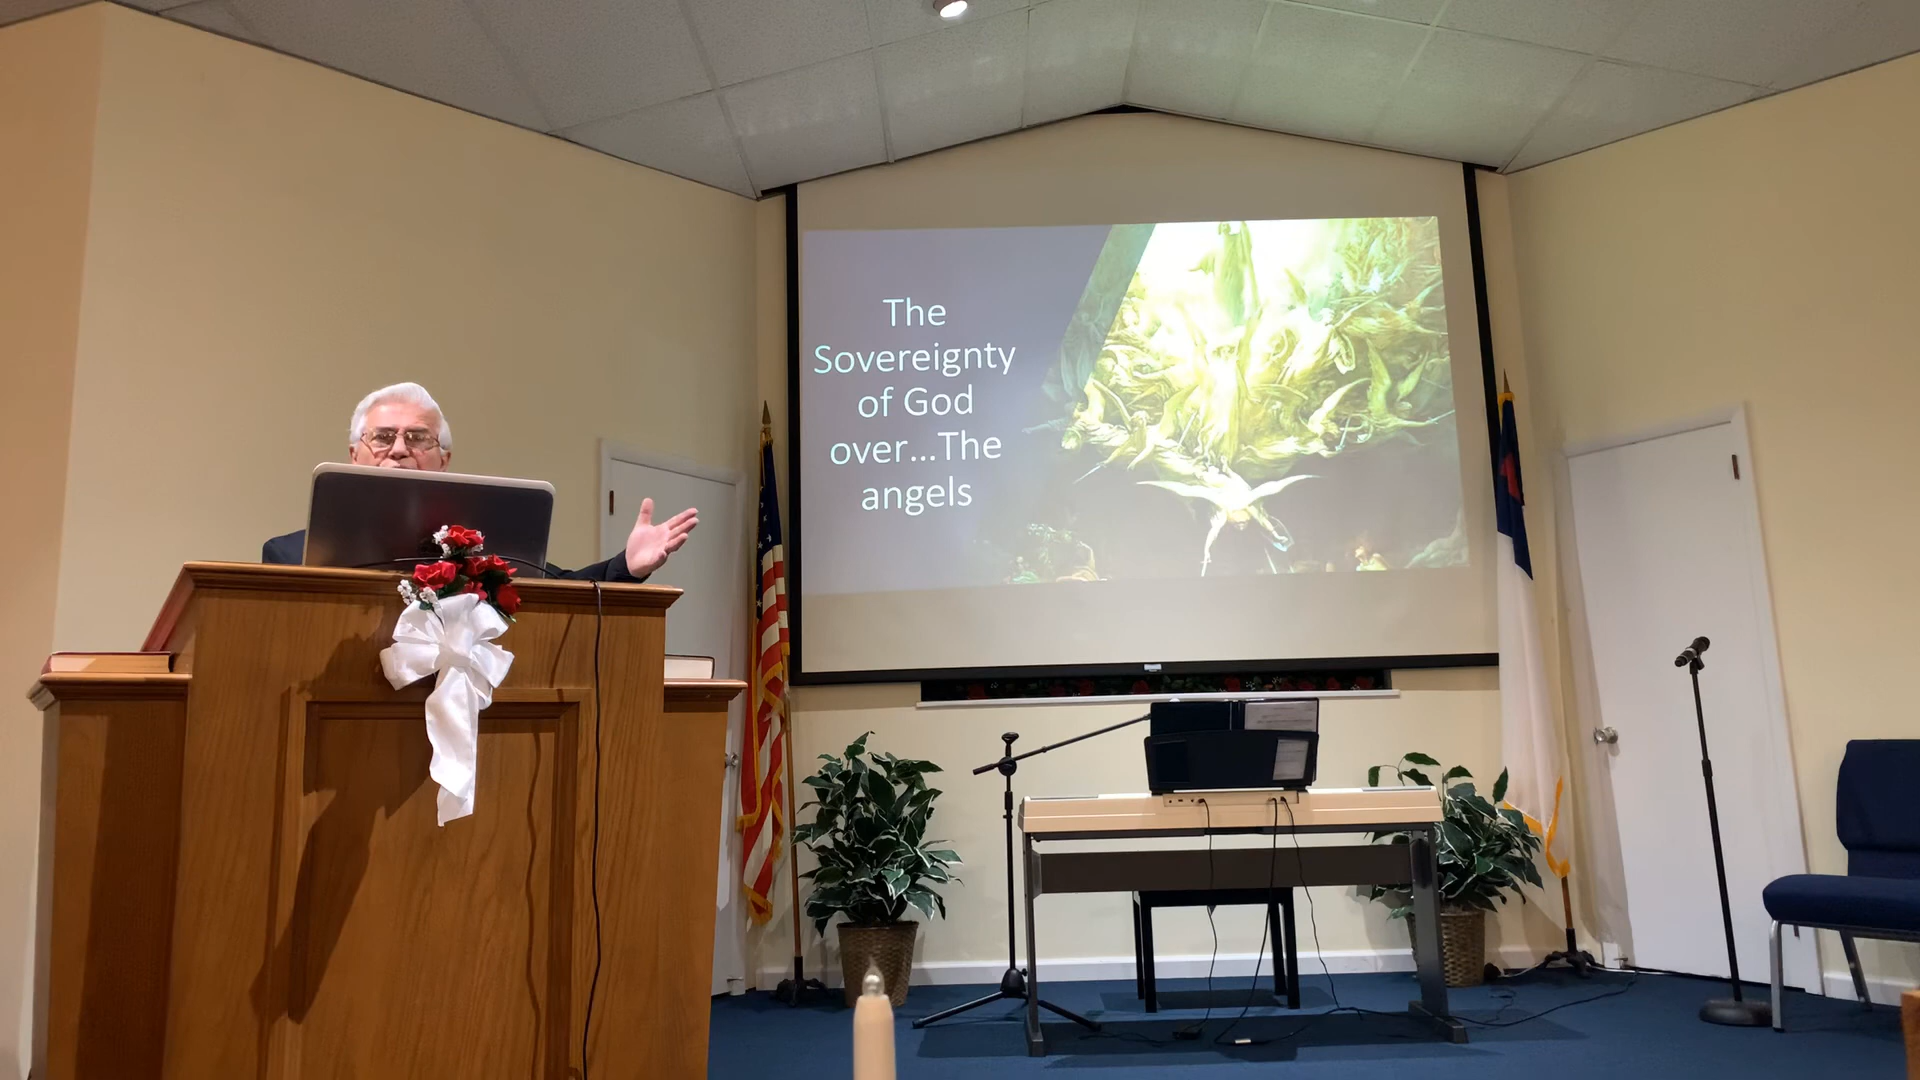 The
Sovereignty
of God
over...The
angels